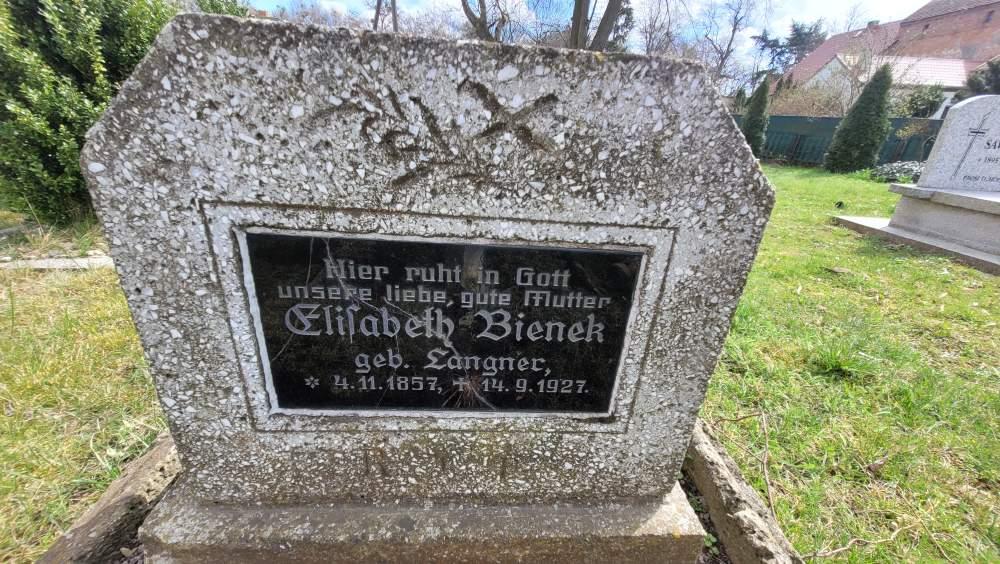 Hier ruht in Gott
unsere liebe, gute Mutter
Elisabeth Bienek
geb. Langner,
* 4.11.1857, ✝ 14.9.1927.